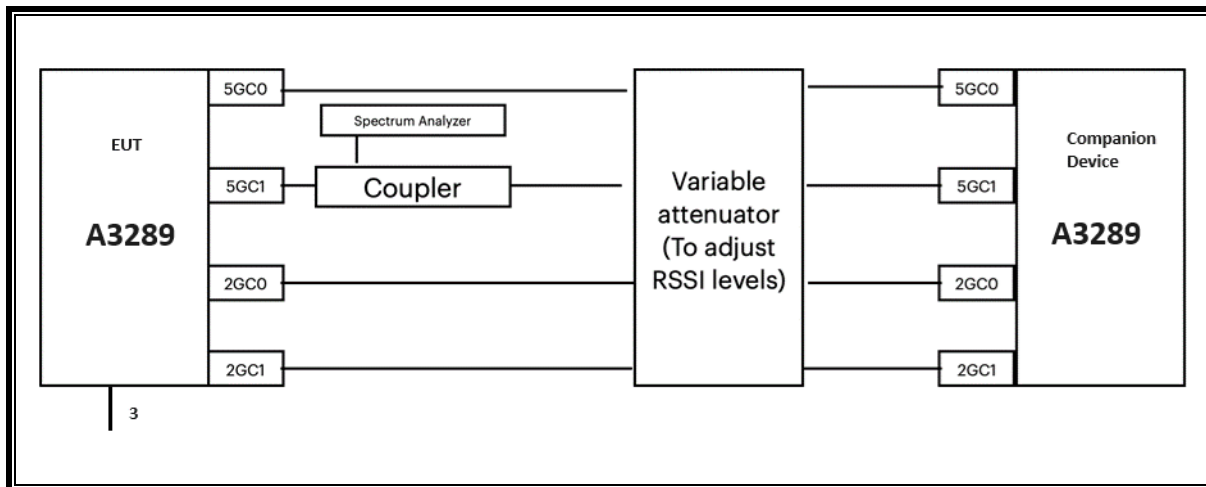 EUT
A3289
5GC0
5GC1
2GC0
2GC1
3
Spectrum Analyzer
Coupler
Variable
attenuator
(To adjust
RSSI levels)
5GC0
5GC1
2GC0
2GC1
Companion
Device
A3289